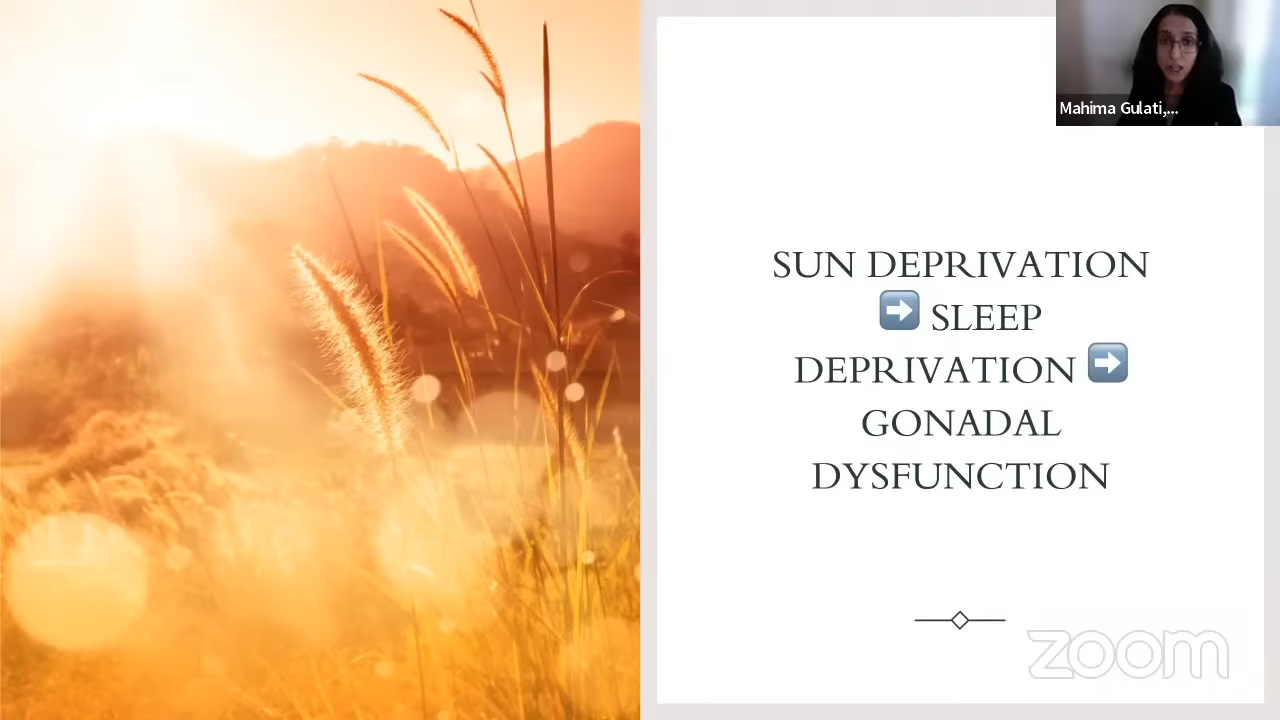 Mahima Gulati,...
SUN DEPRIVATION
➡️ SLEEP
DEPRIVATION ➡️
GONADAL
DYSFUNCTION
zoom